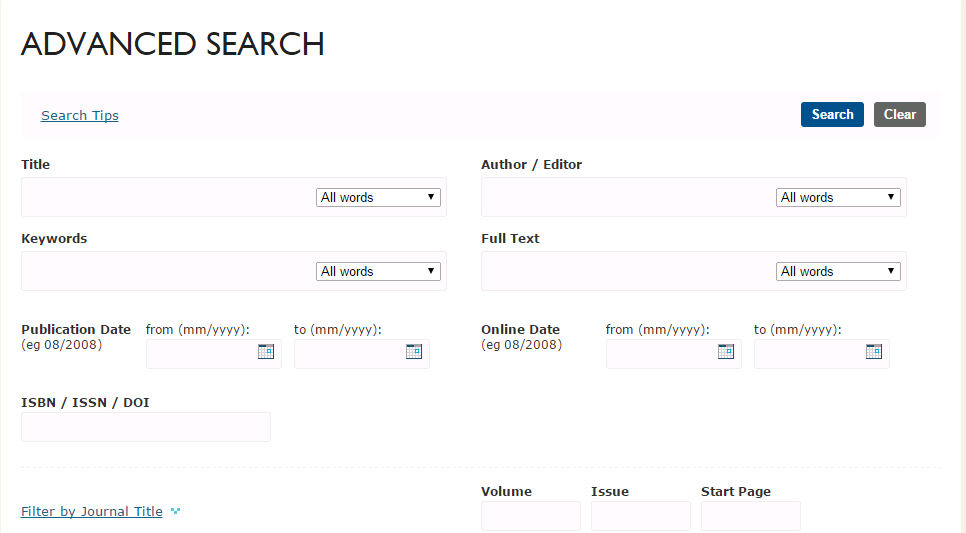 ADVANCED SEARCH
Search Tips Search Clear
Title Author / Editor
All words All words
Keywords Full Text
All words All words
Publication Date from (mm/yyyy): to (mm/yyyy): Online Date from (mm/yyyy): to (mm/yyyy):
(eg 08/2008) (eg 08/2008)
ISBN / ISSN / DOI
Volume Issue Start Page
Filter by Journal Title